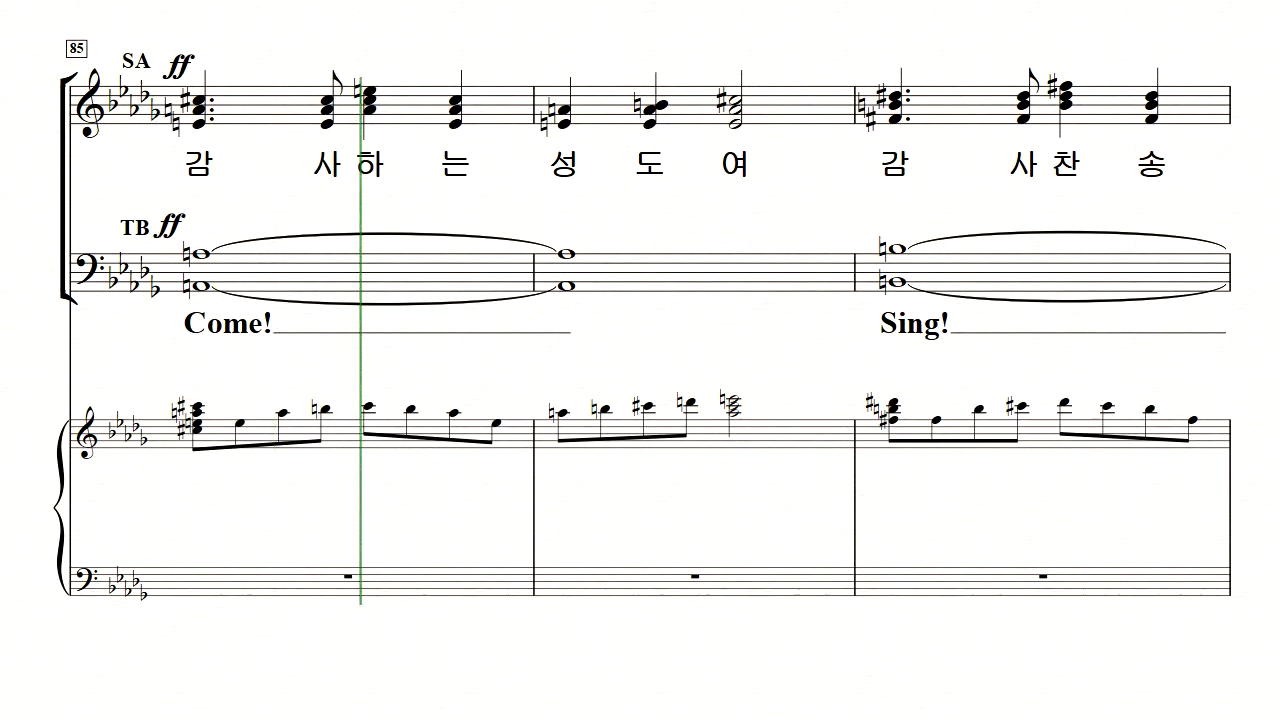 85
SA ff
감 사 하 는 성 도 여 감 사 찬 송
TB ff
Come! Sing!